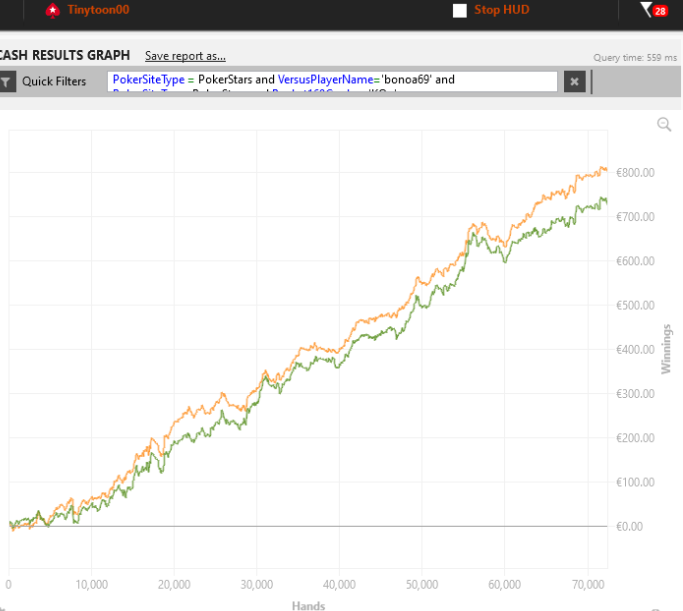 Tinytoon00
Stop HUD
28
CASH RESULTS GRAPH
Save report as...
Query time: 559 ms
Quick Filters
PokerSiteType = PokerStars and VersusPlayerName='bonoa69' and
€800.00
€700.00
€600.00
€500.00
€400.00
€300.00
€200.00
€100.00
€0.00
Winnings
0 10,000 20,000 30,000 40,000 50,000 60,000 70,000
Hands